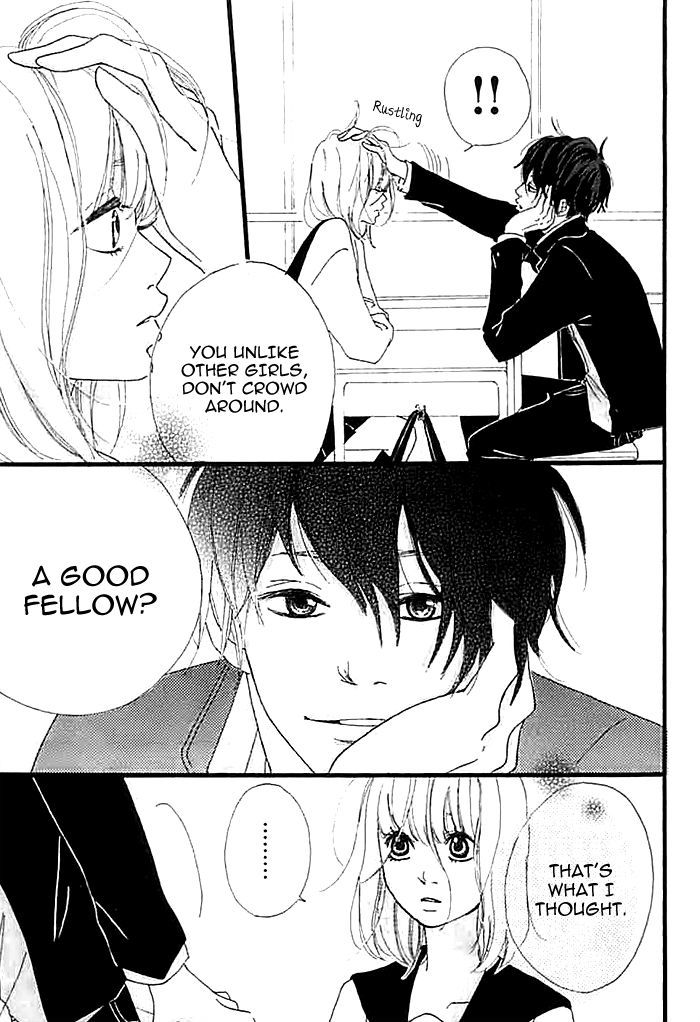 !!
Rustling
YOU UNLIKE
OTHER GIRLS,
DON'T CROWD
AROUND.
A GOOD
FELLOW?
THAT'S
WHAT I
THOUGHT.
........